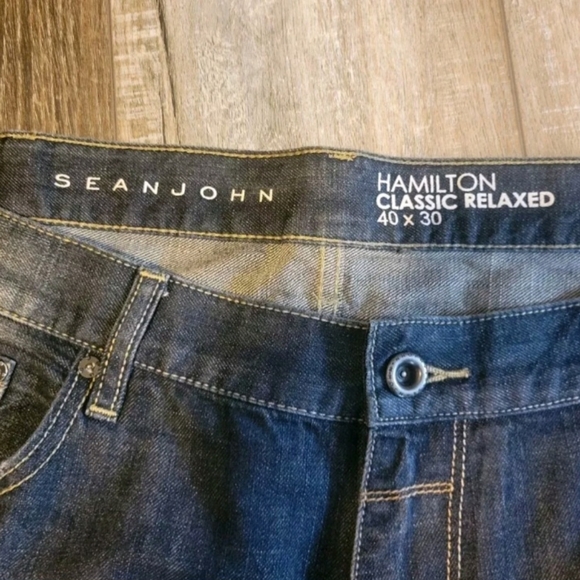 SEANJOHN
HAMILTON
CLASSIC RELAXED
40 x 30